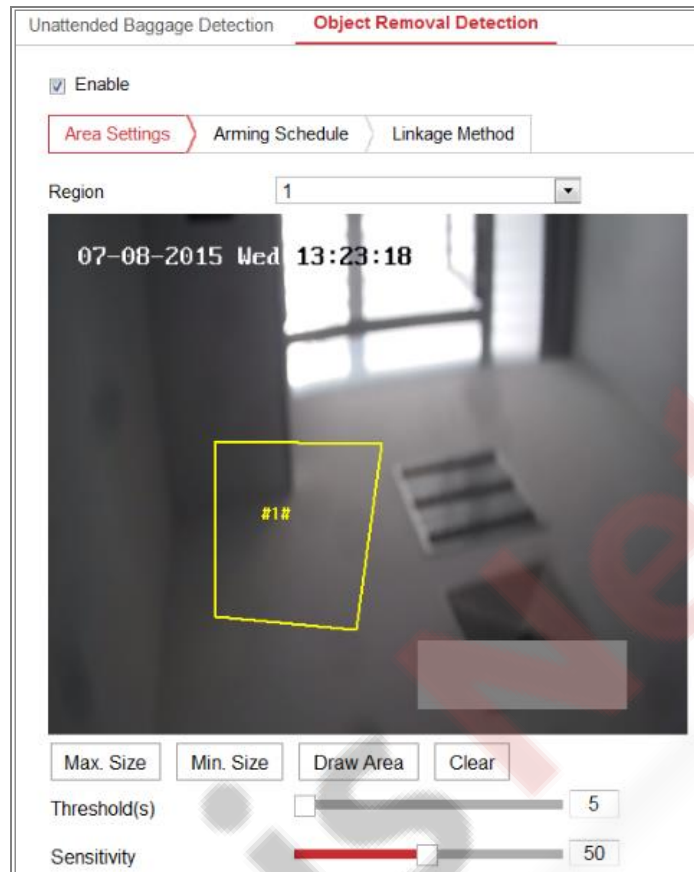 Unattended Baggage Detection Object Removal Detection
Enable
Area Settings Arming Schedule Linkage Method
Region 1
07-08-2015 Wed 13:23:18
#1#
Max. Size Min. Size Draw Area Clear
Threshold(s) 5
Sensitivity 50